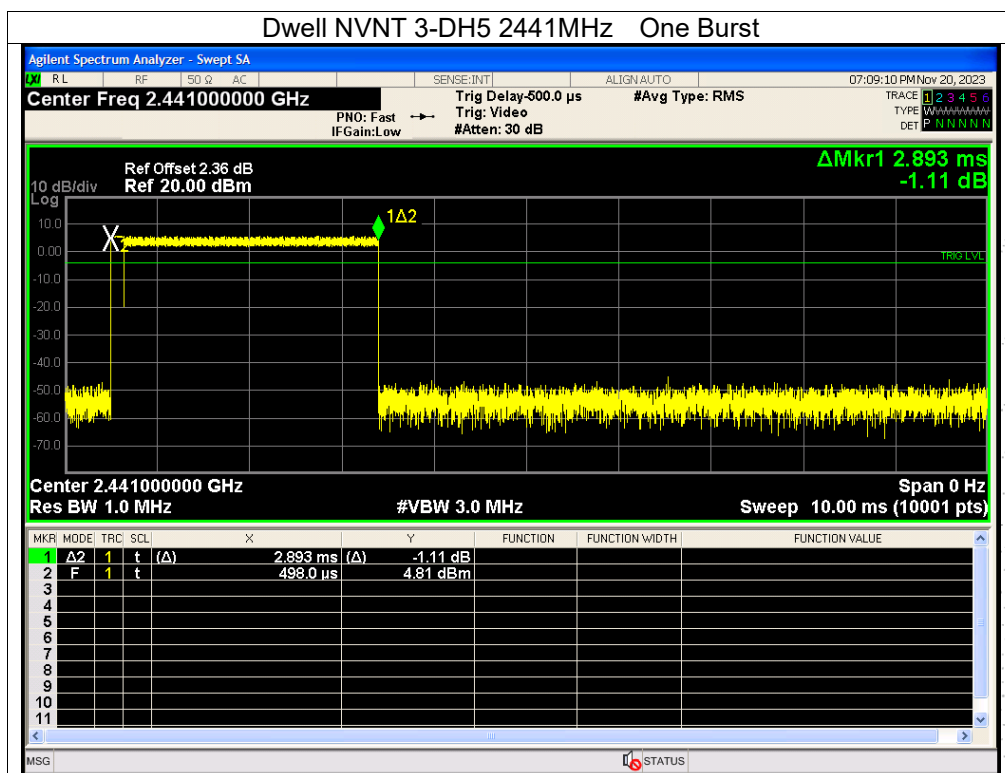 Dwell NVNT 3-DH5 2441MHz One Burst
Agilent Spectrum Analyzer - Swept SA
LXI RL RF 50 Ω AC SENSE:INT ALIGN AUTO 07:09:10 PM Nov 20, 2023
Center Freq 2.441000000 GHz Trig Delay-500.0 µs #Avg Type: RMS TRACE 1 2 3 4 5 6
PNO: Fast Trig: Video TYPE WWWWWW
IFGain:Low #Atten: 30 dB DET P N N N N N
ΔMkr1 2.893 ms
-1.11 dB
Ref Offset 2.36 dB
10 dB/div Ref 20.00 dBm
Log
10.0
0.00
-10.0
-20.0
-30.0
-40.0
-50.0
-60.0
-70.0
1Δ2
2
TRIG LVL
Center 2.441000000 GHz Span 0 Hz
Res BW 1.0 MHz #VBW 3.0 MHz Sweep 10.00 ms (10001 pts)
MKR MODE TRC SCL X Y FUNCTION FUNCTION WIDTH FUNCTION VALUE
1 Δ2 1 t (Δ) 2.893 ms (Δ) -1.11 dB
2 F 1 t 498.0 µs 4.81 dBm
3
4
5
6
7
8
9
10
11
MSG STATUS